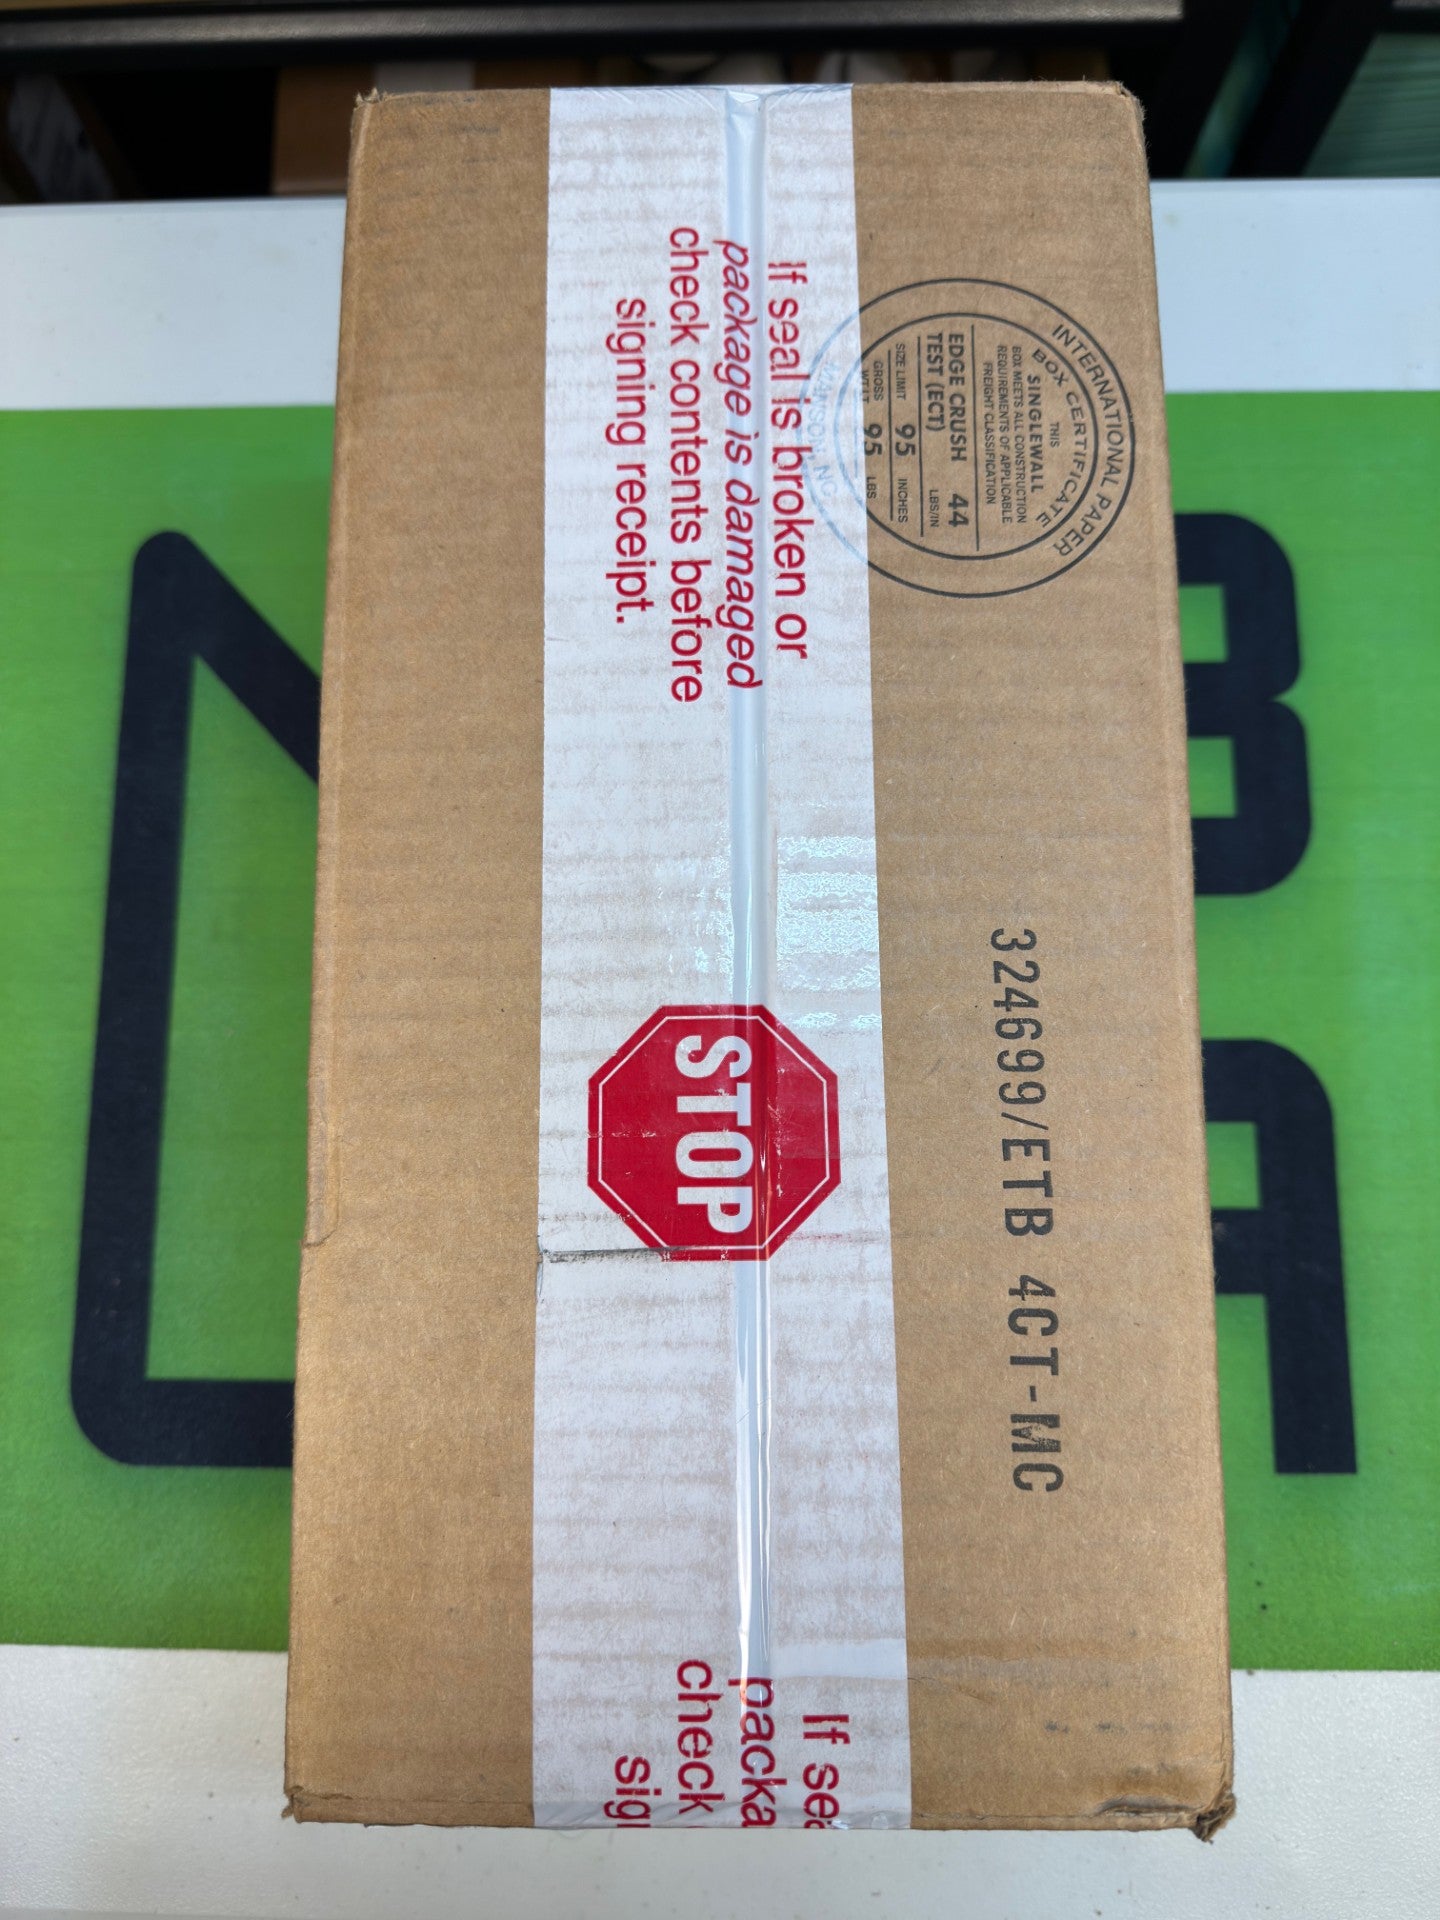 If seal is broken or
package is damaged
check contents before
signing receipt.
STOP
If sea
packa
check
sig
INTERNATIONAL PAPER
BOX CERTIFICATE
THIS
SINGLEWALL
BOX MEETS ALL CONSTRUCTION
REQUIREMENTS OF APPLICABLE
FREIGHT CLASSIFICATION
EDGE CRUSH
TEST (ECT) 44 LBS/IN
SIZE LIMIT 95 INCHES
GROSS
WT LT 95 LBS
MANSON, NC
324699/ETB 4CT-MC